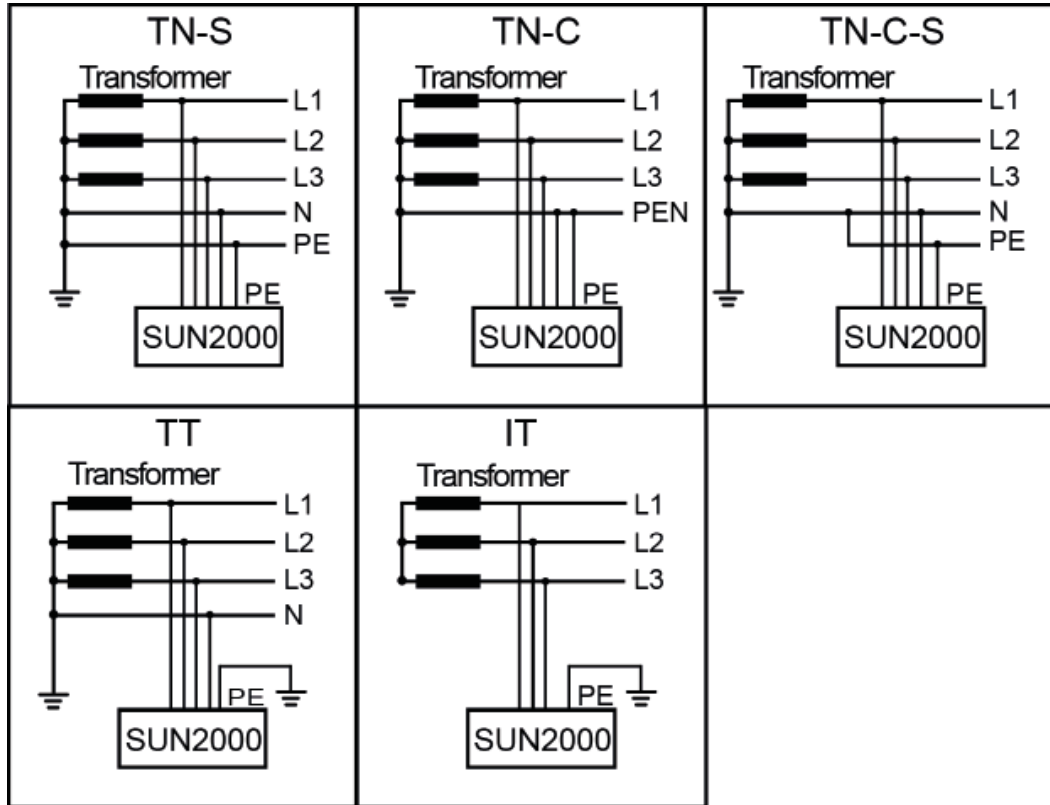 TN-S
Transformer
L1
L2
L3
N
PE
PE
SUN2000
TN-C
Transformer
L1
L2
L3
PEN
PE
SUN2000
TN-C-S
Transformer
L1
L2
L3
N
PE
PE
SUN2000
TT
Transformer
L1
L2
L3
N
PE
SUN2000
IT
Transformer
L1
L2
L3
PE
SUN2000